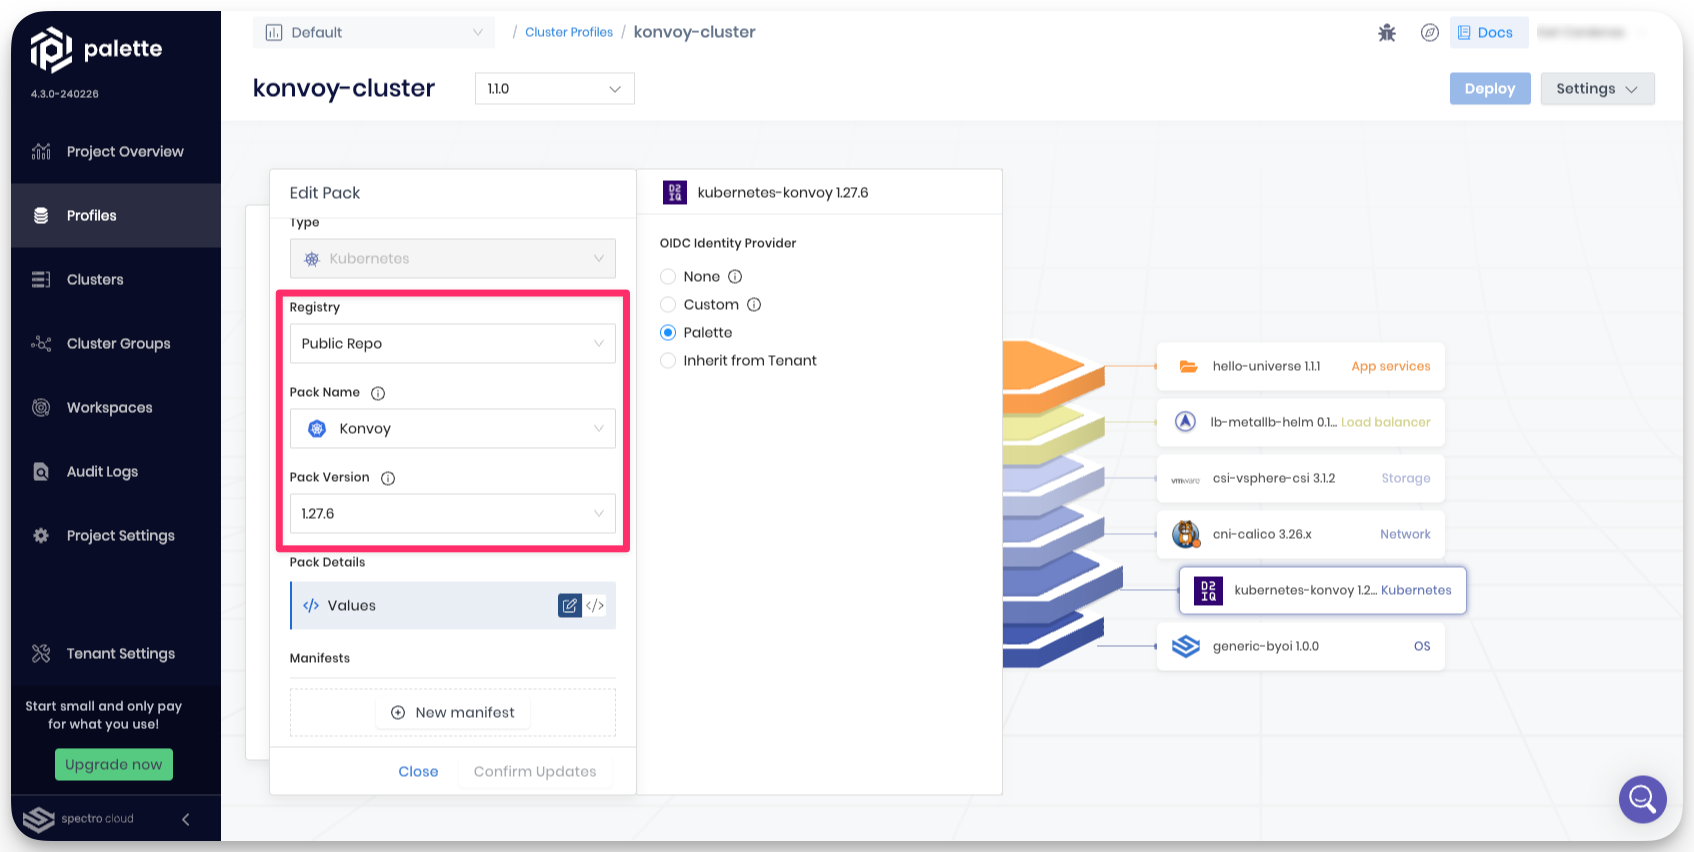 palette
4.3.0-240226
Project Overview
Profiles
Clusters
Cluster Groups
Workspaces
Audit Logs
Project Settings
Tenant Settings
Start small and only pay
for what you use!
Upgrade now
spectro cloud
Default
/ Cluster Profiles / konvoy-cluster
Docs
konvoy-cluster
1.1.0
Deploy
Settings
Edit Pack
Type
Kubernetes
Registry
Public Repo
Pack Name
Konvoy
Pack Version
1.27.6
Pack Details
</> Values
</>
Manifests
New manifest
Close
Confirm Updates
D2
IQ
kubernetes-konvoy 1.27.6
OIDC Identity Provider
None
Custom
Palette
Inherit from Tenant
hello-universe 1.1.1 App services
lb-metallb-helm 0.1... Load balancer
vmware csi-vsphere-csi 3.1.2 Storage
cni-calico 3.26.x Network
D2
IQ
kubernetes-konvoy 1.2... Kubernetes
generic-byoi 1.0.0 OS